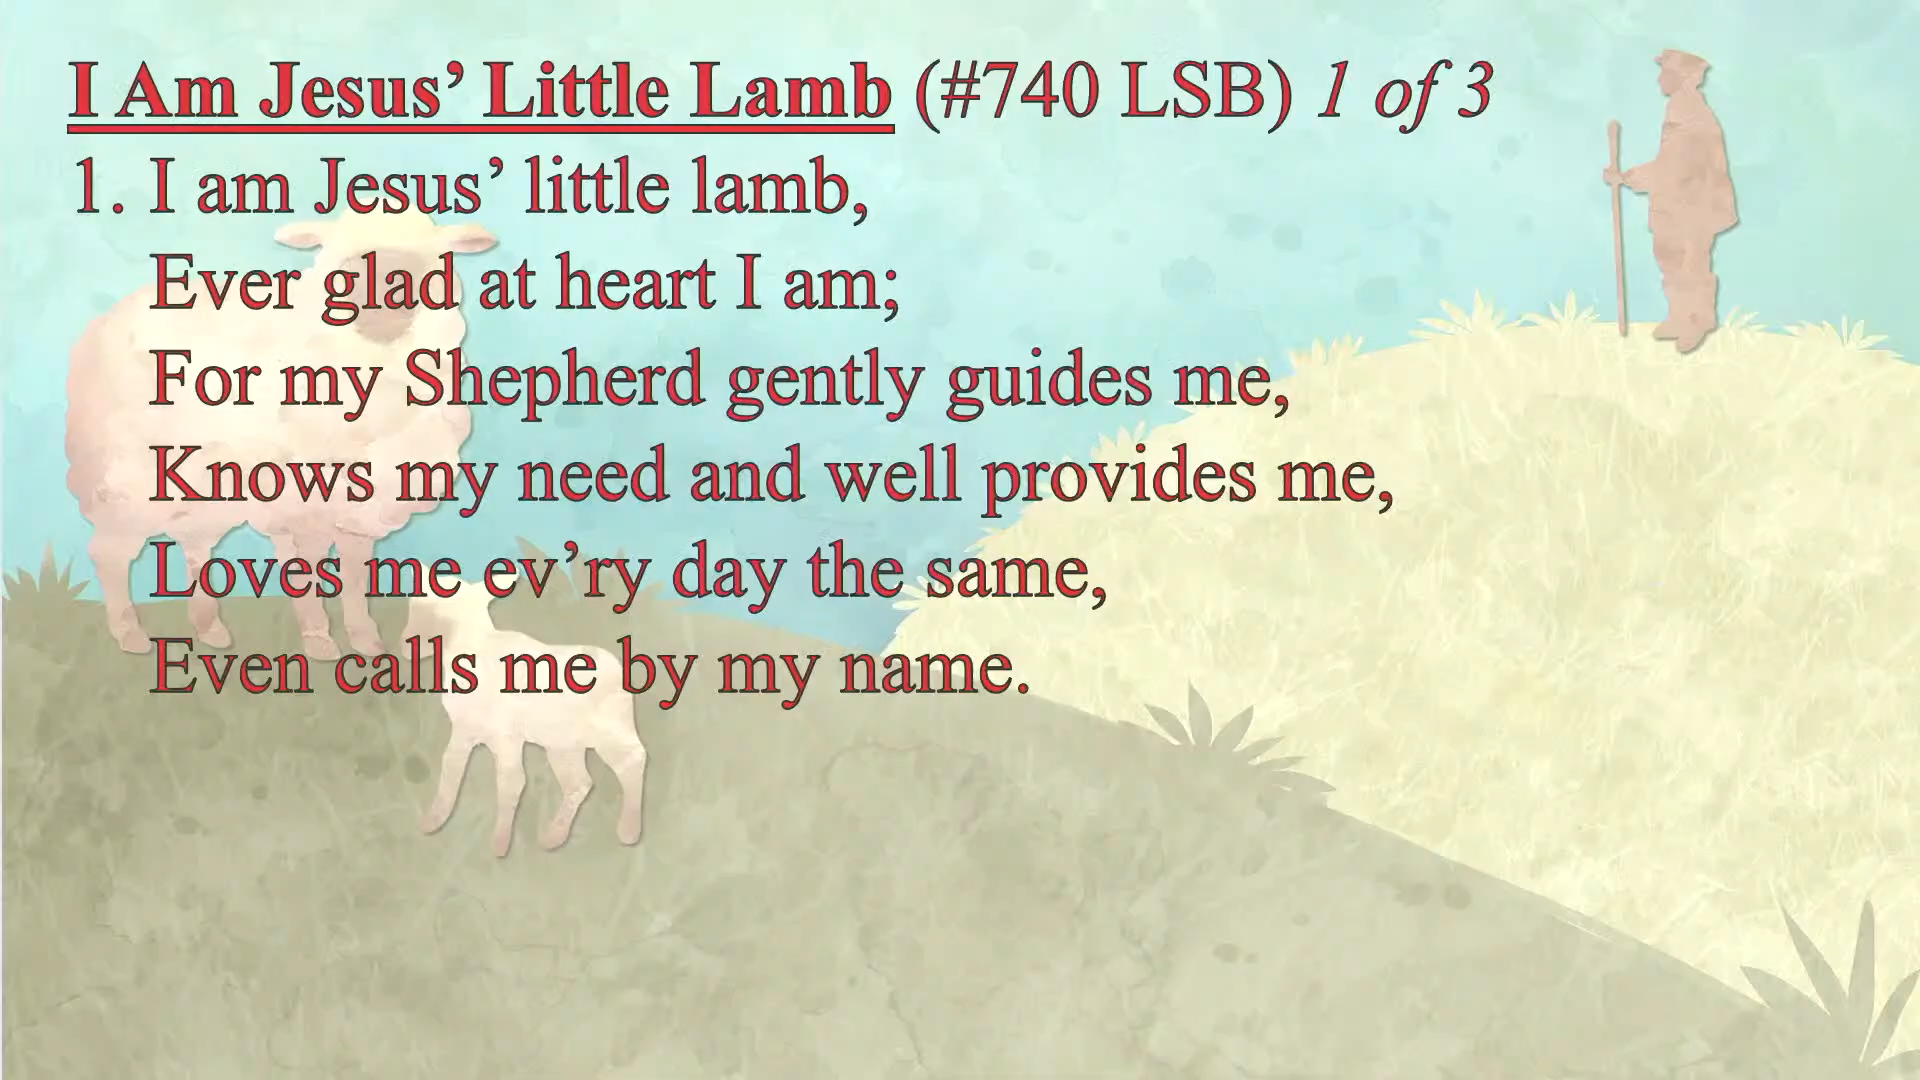 I Am Jesus’ Little Lamb (#740 LSB) 1 of 3
1. I am Jesus’ little lamb,
Ever glad at heart I am;
For my Shepherd gently guides me,
Knows my need and well provides me,
Loves me ev’ry day the same,
Even calls me by my name.